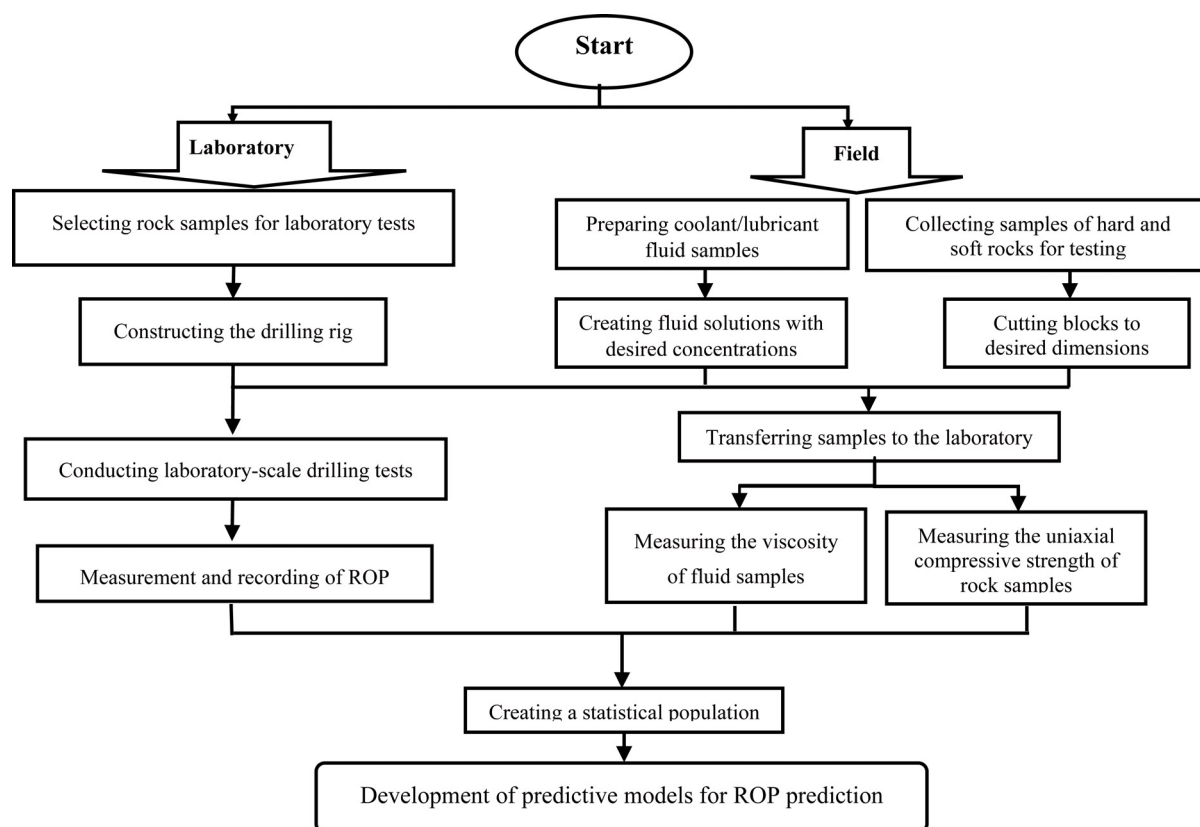 Start
Laboratory
Field
Selecting rock samples for laboratory tests
Preparing coolant/lubricant
fluid samples
Collecting samples of hard and
soft rocks for testing
Constructing the drilling rig
Creating fluid solutions with
desired concentrations
Cutting blocks to
desired dimensions
Transferring samples to the laboratory
Conducting laboratory-scale drilling tests
Measuring the viscosity
of fluid samples
Measuring the uniaxial
compressive strength of
rock samples
Measurement and recording of ROP
Creating a statistical population
Development of predictive models for ROP prediction